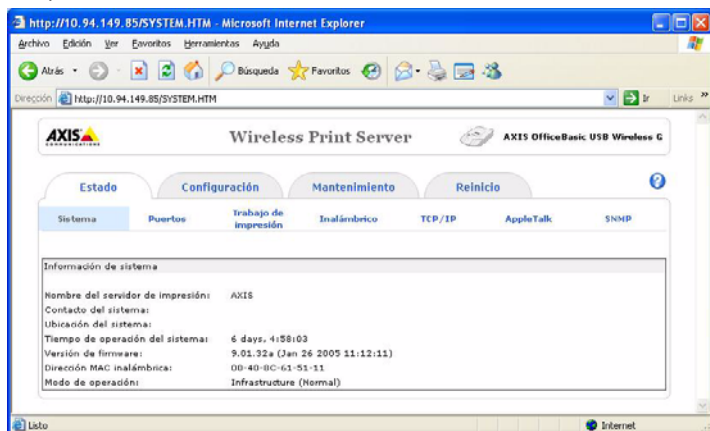 http://10.94.149.85/SYSTEM.HTM - Microsoft Internet Explorer
Archivo Edición Ver Favoritos Herramientas Ayuda
Atrás Búsqueda Favoritos
Dirección http://10.94.149.85/SYSTEM.HTM Ir Links »
AXIS COMMUNICATIONS Wireless Print Server AXIS OfficeBasic USB Wireless G
Estado Configuración Mantenimiento Reinicio ?
Sistema Puertos Trabajo de impresión Inalámbrico TCP/IP AppleTalk SNMP
Información de sistema
Nombre del servidor de impresión: AXIS
Contacto del sistema:
Ubicación del sistema:
Tiempo de operación del sistema: 6 days, 4:58:03
Versión de firmware: 9.01.32a (Jan 26 2005 11:12:11)
Dirección MAC inalámbrica: 00-40-8C-61-51-11
Modo de operación: Infrastructure (Normal)
Listo Internet